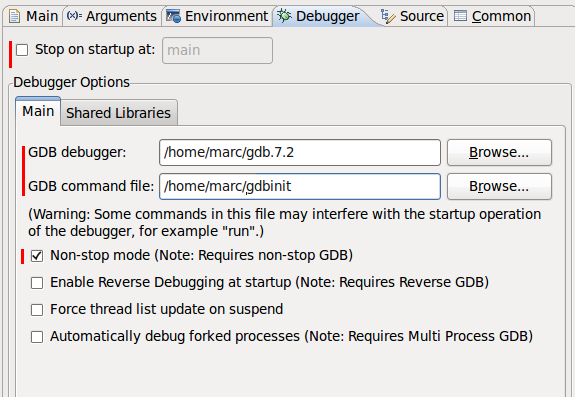 Main (x)= Arguments Environment Debugger Source Common
Stop on startup at: main
Debugger Options
Main Shared Libraries
GDB debugger: /home/marc/gdb.7.2 Browse...
GDB command file: /home/marc/gdbinit Browse...
(Warning: Some commands in this file may interfere with the startup operation
of the debugger, for example "run".)
Non-stop mode (Note: Requires non-stop GDB)
Enable Reverse Debugging at startup (Note: Requires Reverse GDB)
Force thread list update on suspend
Automatically debug forked processes (Note: Requires Multi Process GDB)